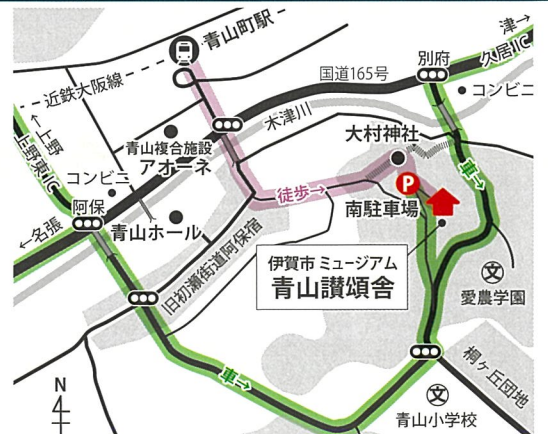 青山町駅
津→
久居IC
別府
近鉄大阪線
国道165号
コンビニ
木津川
大村神社
↑上野
上野東IC
青山複合施設
アオーネ
コンビニ
徒歩→
P
車→
南駐車場
阿保
←名張
青山ホール
旧初瀬街道阿保宿
伊賀市ミュージアム
青山讃頌舎
文
愛農学園
車→
桐ヶ丘団地
N
文
青山小学校